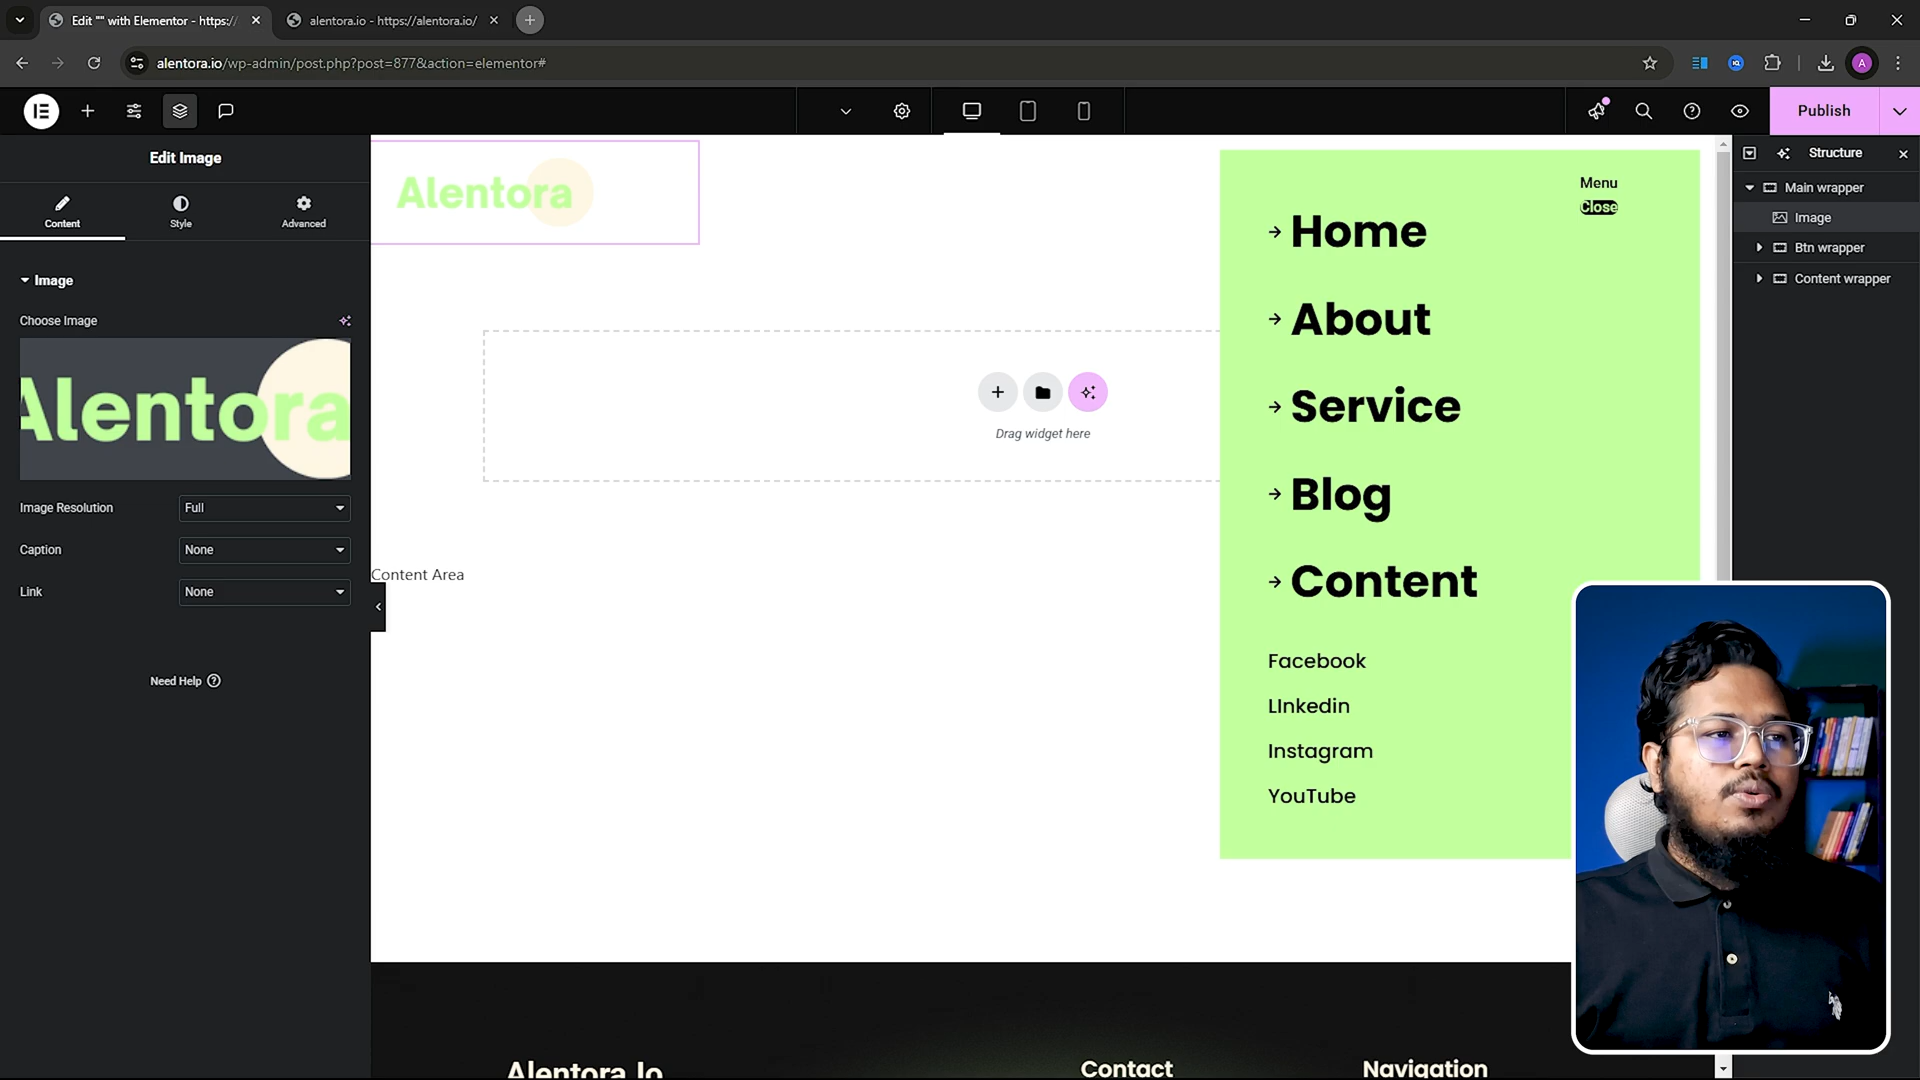 Edit "" with Elementor - https:/
alentora.io - https://alentora.io/
alentora.io/wp-admin/post.php?post=877&action=elementor#
A
Publish
Edit Image
Content
Style
Advanced
Image
Choose Image
Alentora
Image Resolution
Full
Caption
None
Link
None
Need Help
Alentora
Drag widget here
Content Area
Menu
Close
Home
About
Service
Blog
Content
Facebook
LInkedin
Instagram
YouTube
Structure
Main wrapper
Image
Btn wrapper
Content wrapper
Alentora Io
Contact
Navigation